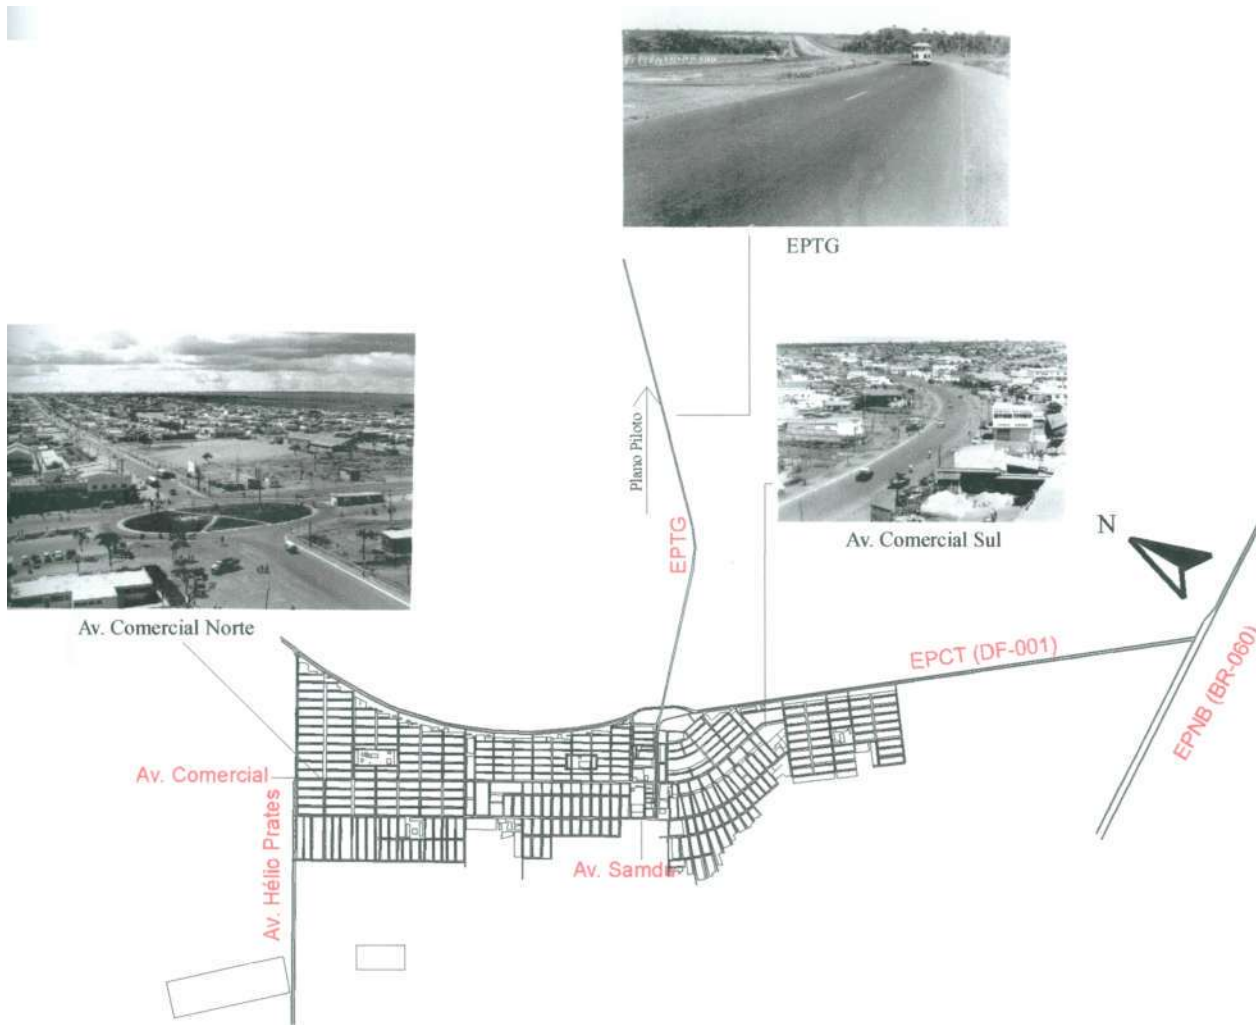 EPTG
Plano Piloto
EPTG
Av. Comercial Sul
N
Av. Comercial Norte
EPCT (DF-001)
EPNB (BR-060)
Av. Comercial
Av. Hélio Prates
Av. Samdu